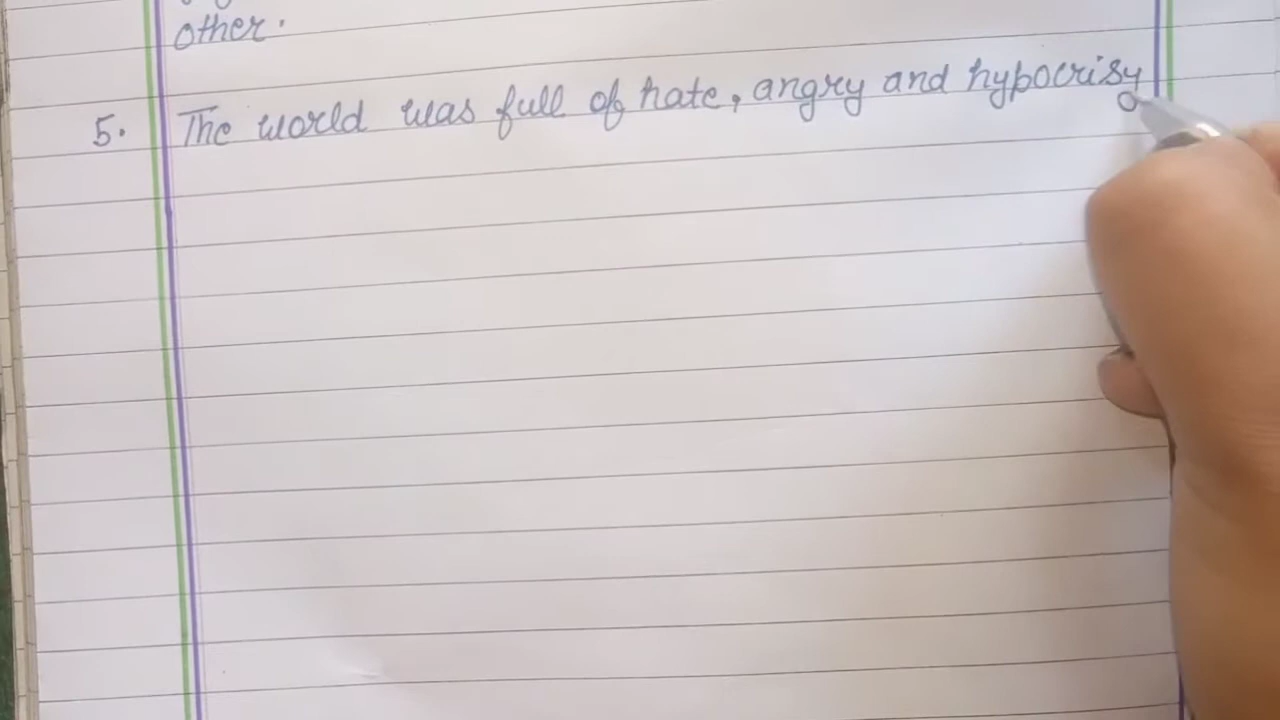 other.
5. The world was full of hate, angry and hypocrisy